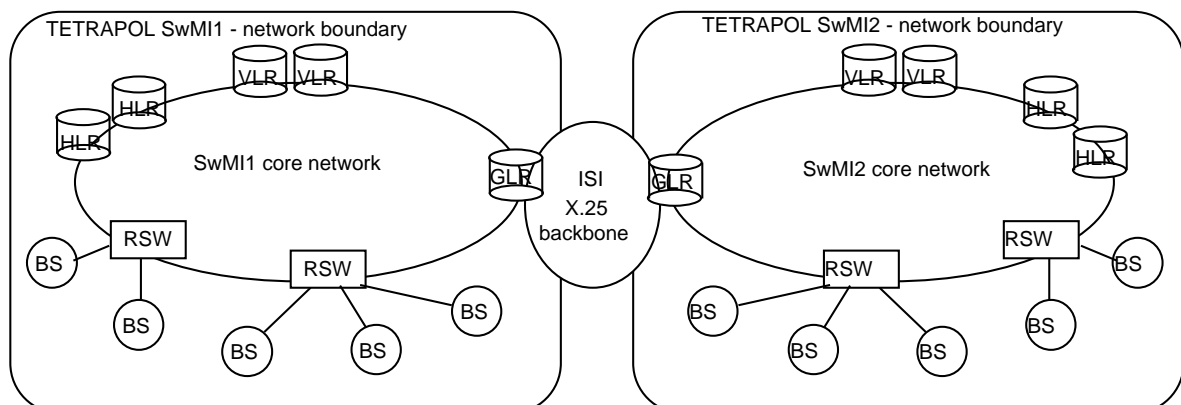 TETRAPOL SwMI1 - network boundary
TETRAPOL SwMI2 - network boundary
VLR
VLR
VLR
VLR
HLR
HLR
HLR
HLR
SwMI1 core network
GLR
ISI
X.25
backbone
GLR
SwMI2 core network
RSW
RSW
RSW
RSW
BS
BS
BS
BS
BS
BS
BS
BS
BS
BS